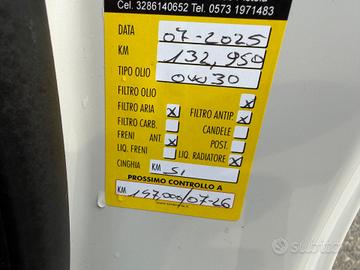 Cel. 3286140652 Tel. 0573 1971483
DATA 07-2025
KM 132,950
TIPO OLIO 0W30
FILTRO OLIO X
FILTRO ARIA X FILTRO ANTIP. X
FILTRO CARB. CANDELE
FRENI ANT X POST.
LIQ. FRENI LIQ. RADIATORE X
CINGHIA KM SI
PROSSIMO CONTROLLO A
KM 147,000/07-26
subito